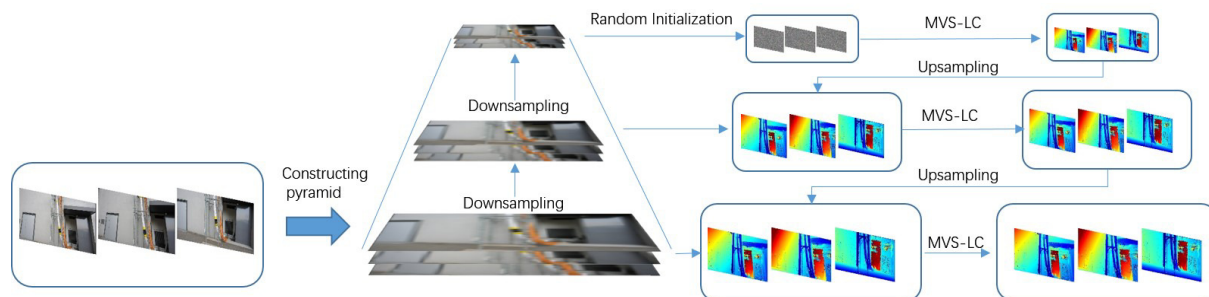 Random Initialization
MVS-LC
Upsampling
Downsampling
MVS-LC
Constructing
pyramid
Upsampling
Downsampling
MVS-LC